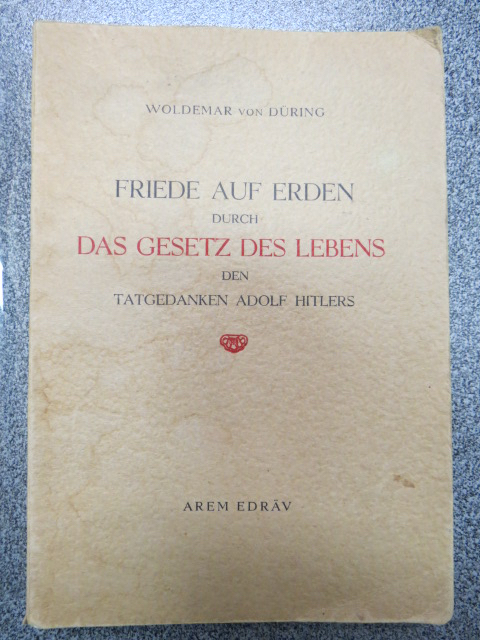 WOLDEMAR VON DÜRING
FRIEDE AUF ERDEN
DURCH
DAS GESETZ DES LEBENS
DEN
TATGEDANKEN ADOLF HITLERS
AREM EDRÄV